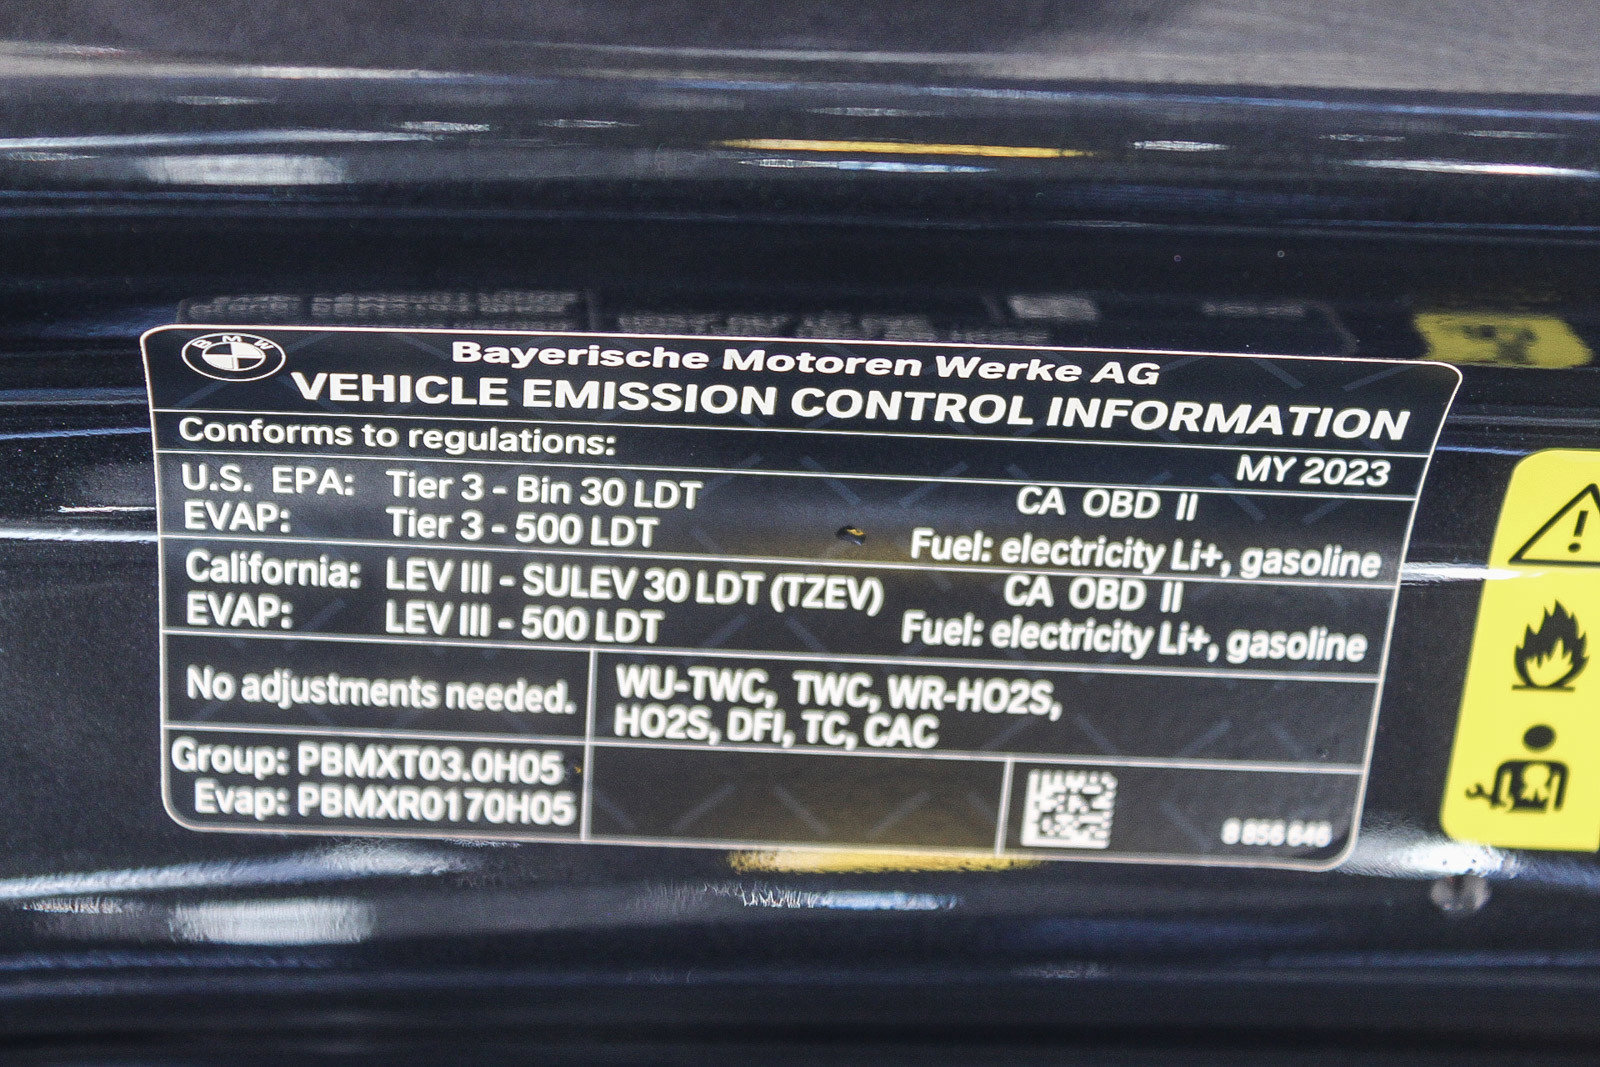 BMW
Bayerische Motoren Werke AG
VEHICLE EMISSION CONTROL INFORMATION
Conforms to regulations:
MY 2023
U.S. EPA: Tier 3 - Bin 30 LDT CA OBD II
EVAP: Tier 3 - 500 LDT Fuel: electricity Li+, gasoline
California: LEV III - SULEV 30 LDT (TZEV) CA OBD II
EVAP: LEV III - 500 LDT Fuel: electricity Li+, gasoline
No adjustments needed.
WU-TWC, TWC, WR-HO2S,
HO2S, DFI, TC, CAC
Group: PBMXT03.0H05
Evap: PBMXR0170H05